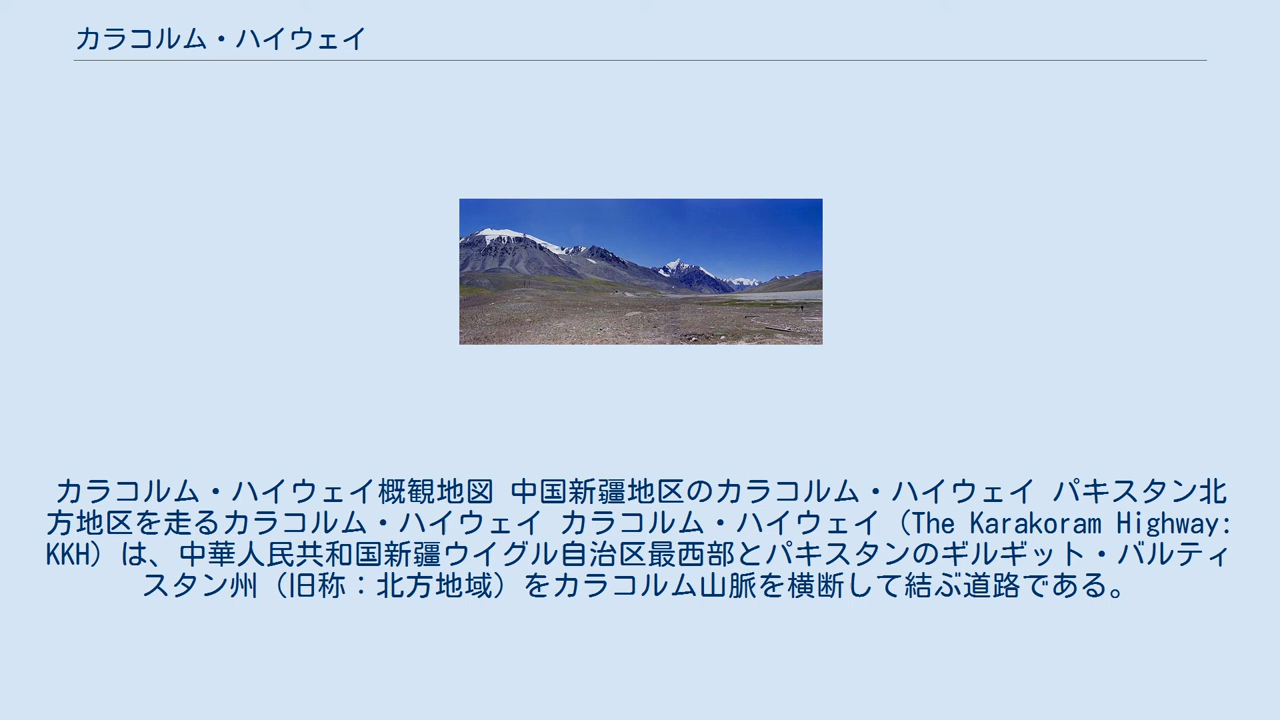 カラコルム・ハイウェイ
カラコルム・ハイウェイ概観地図 中国新疆地区のカラコルム・ハイウェイ パキスタン北
方地区を走るカラコルム・ハイウェイ カラコルム・ハイウェイ（The Karakoram Highway:
KKH）は、中華人民共和国新疆ウイグル自治区最西部とパキスタンのギルギット・バルティ
スタン州（旧称：北方地域）をカラコルム山脈を横断して結ぶ道路である。